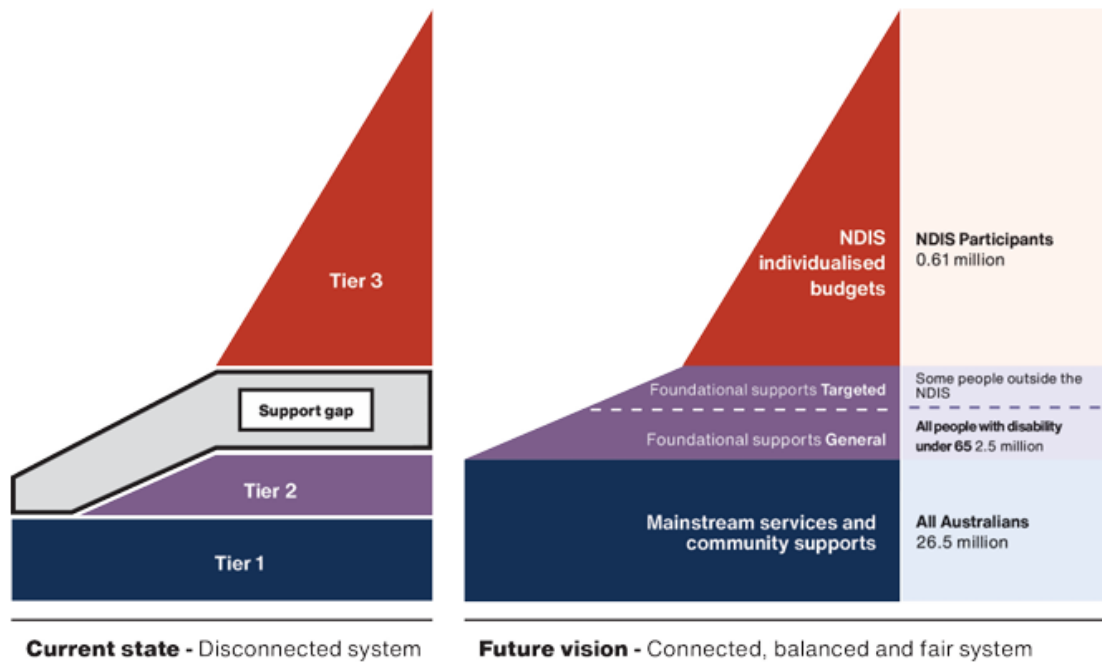 Tier 3
Support gap
Tier 2
Tier 1
Current state - Disconnected system
NDIS
individualised
budgets
NDIS Participants
0.61 million
Foundational supports Targeted
Some people outside the
NDIS
Foundational supports General
All people with disability
under 65 2.5 million
Mainstream services and
community supports
All Australians
26.5 million
Future vision - Connected, balanced and fair system